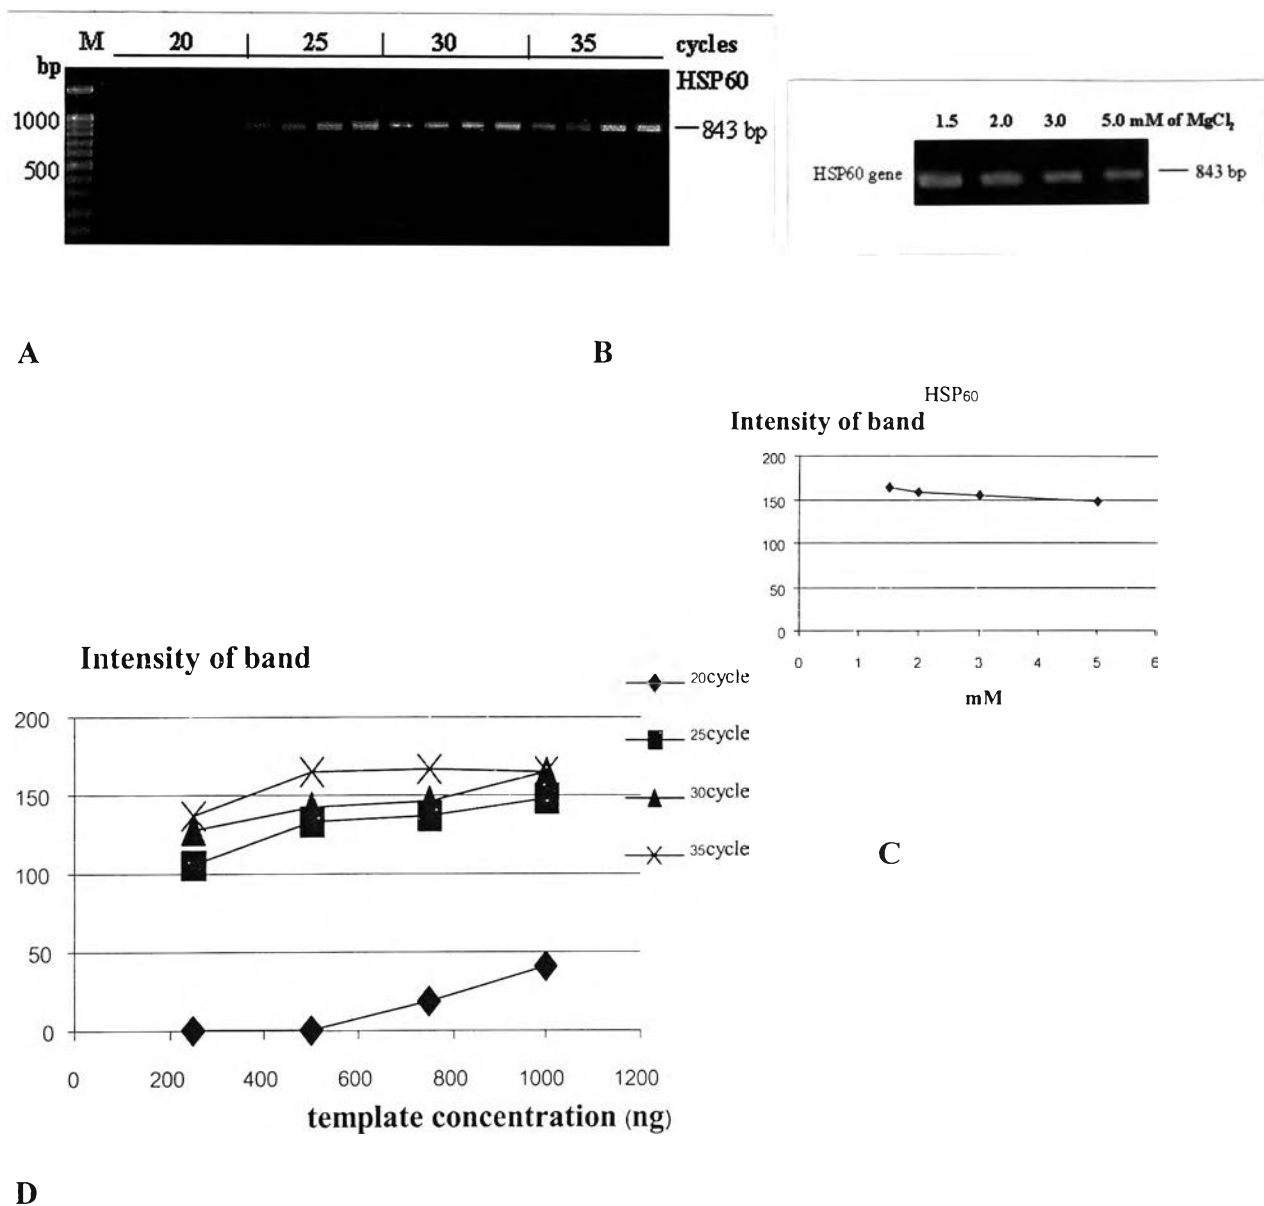 M 20 25 30 35 cycles
bp
HSP60
1000
843 bp
500
1.5 2.0 3.0 5.0 mM of MgCl₂
HSP60 gene
843 bp
A
B
HSP60
Intensity of band
200
150
100
50
0
0 1 2 3 4 5 6
mM
C
Intensity of band
20cycle
25cycle
30cycle
35cycle
200
150
100
50
0
0 200 400 600 800 1000 1200
template concentration (ng)
D